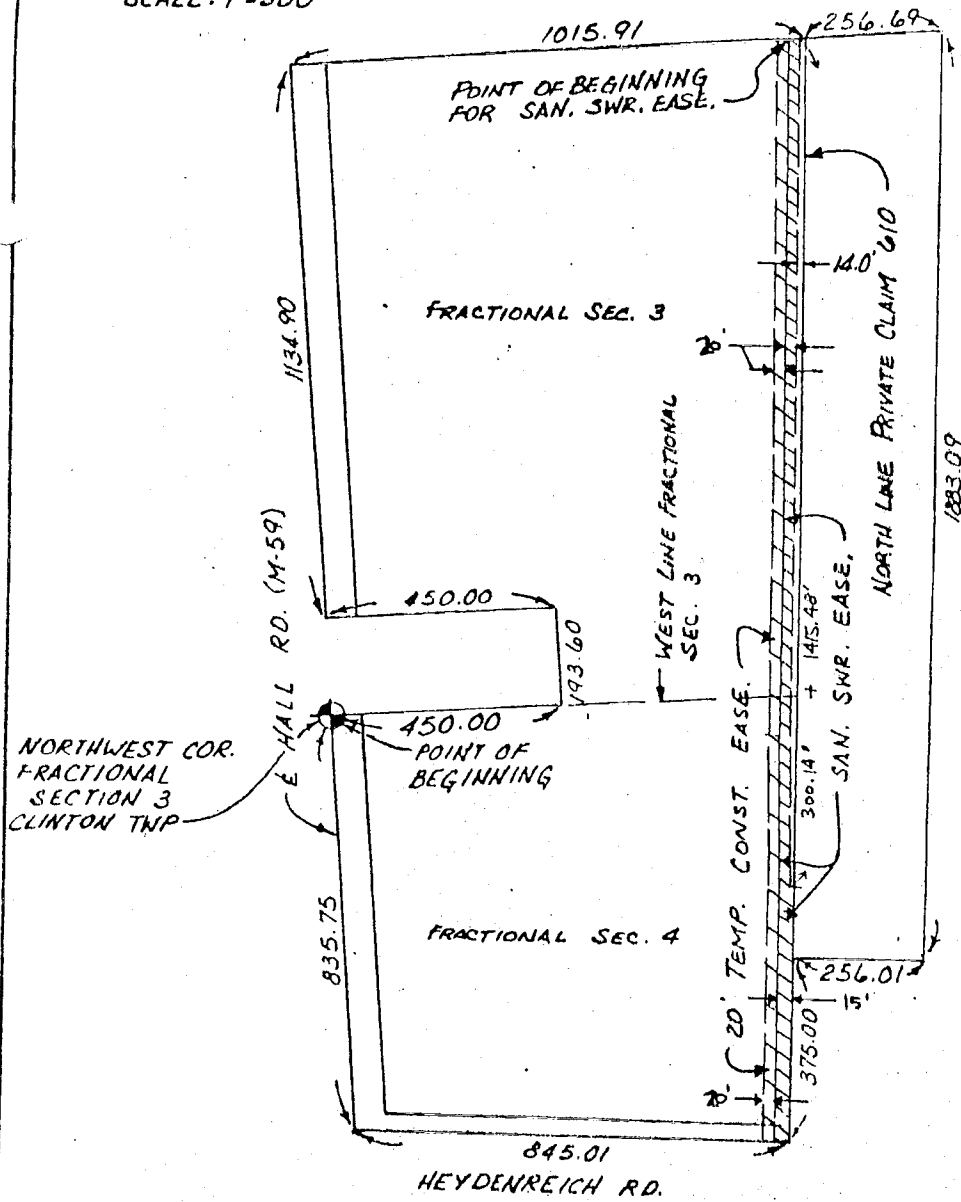 SCALE: 1"=300'
1015.91
256.69
POINT OF BEGINNING
FOR SAN. SWR. EASE.
14.0'
NORTH LINE PRIVATE CLAIM 610
FRACTIONAL SEC. 3
1134.90
20'
WEST LINE FRACTIONAL
SEC. 3
1883.09
SAN. SWR. EASE.
450.00
193.60
1415.48'
+
300.14"
℄ HALL RD. (M-59)
450.00
POINT OF
BEGINNING
NORTHWEST COR.
FRACTIONAL
SECTION 3
CLINTON TWP
20' TEMP. CONST. EASE.
835.75
FRACTIONAL SEC. 4
256.01
15'
375.00
20'
845.01
HEYDENREICH RD.